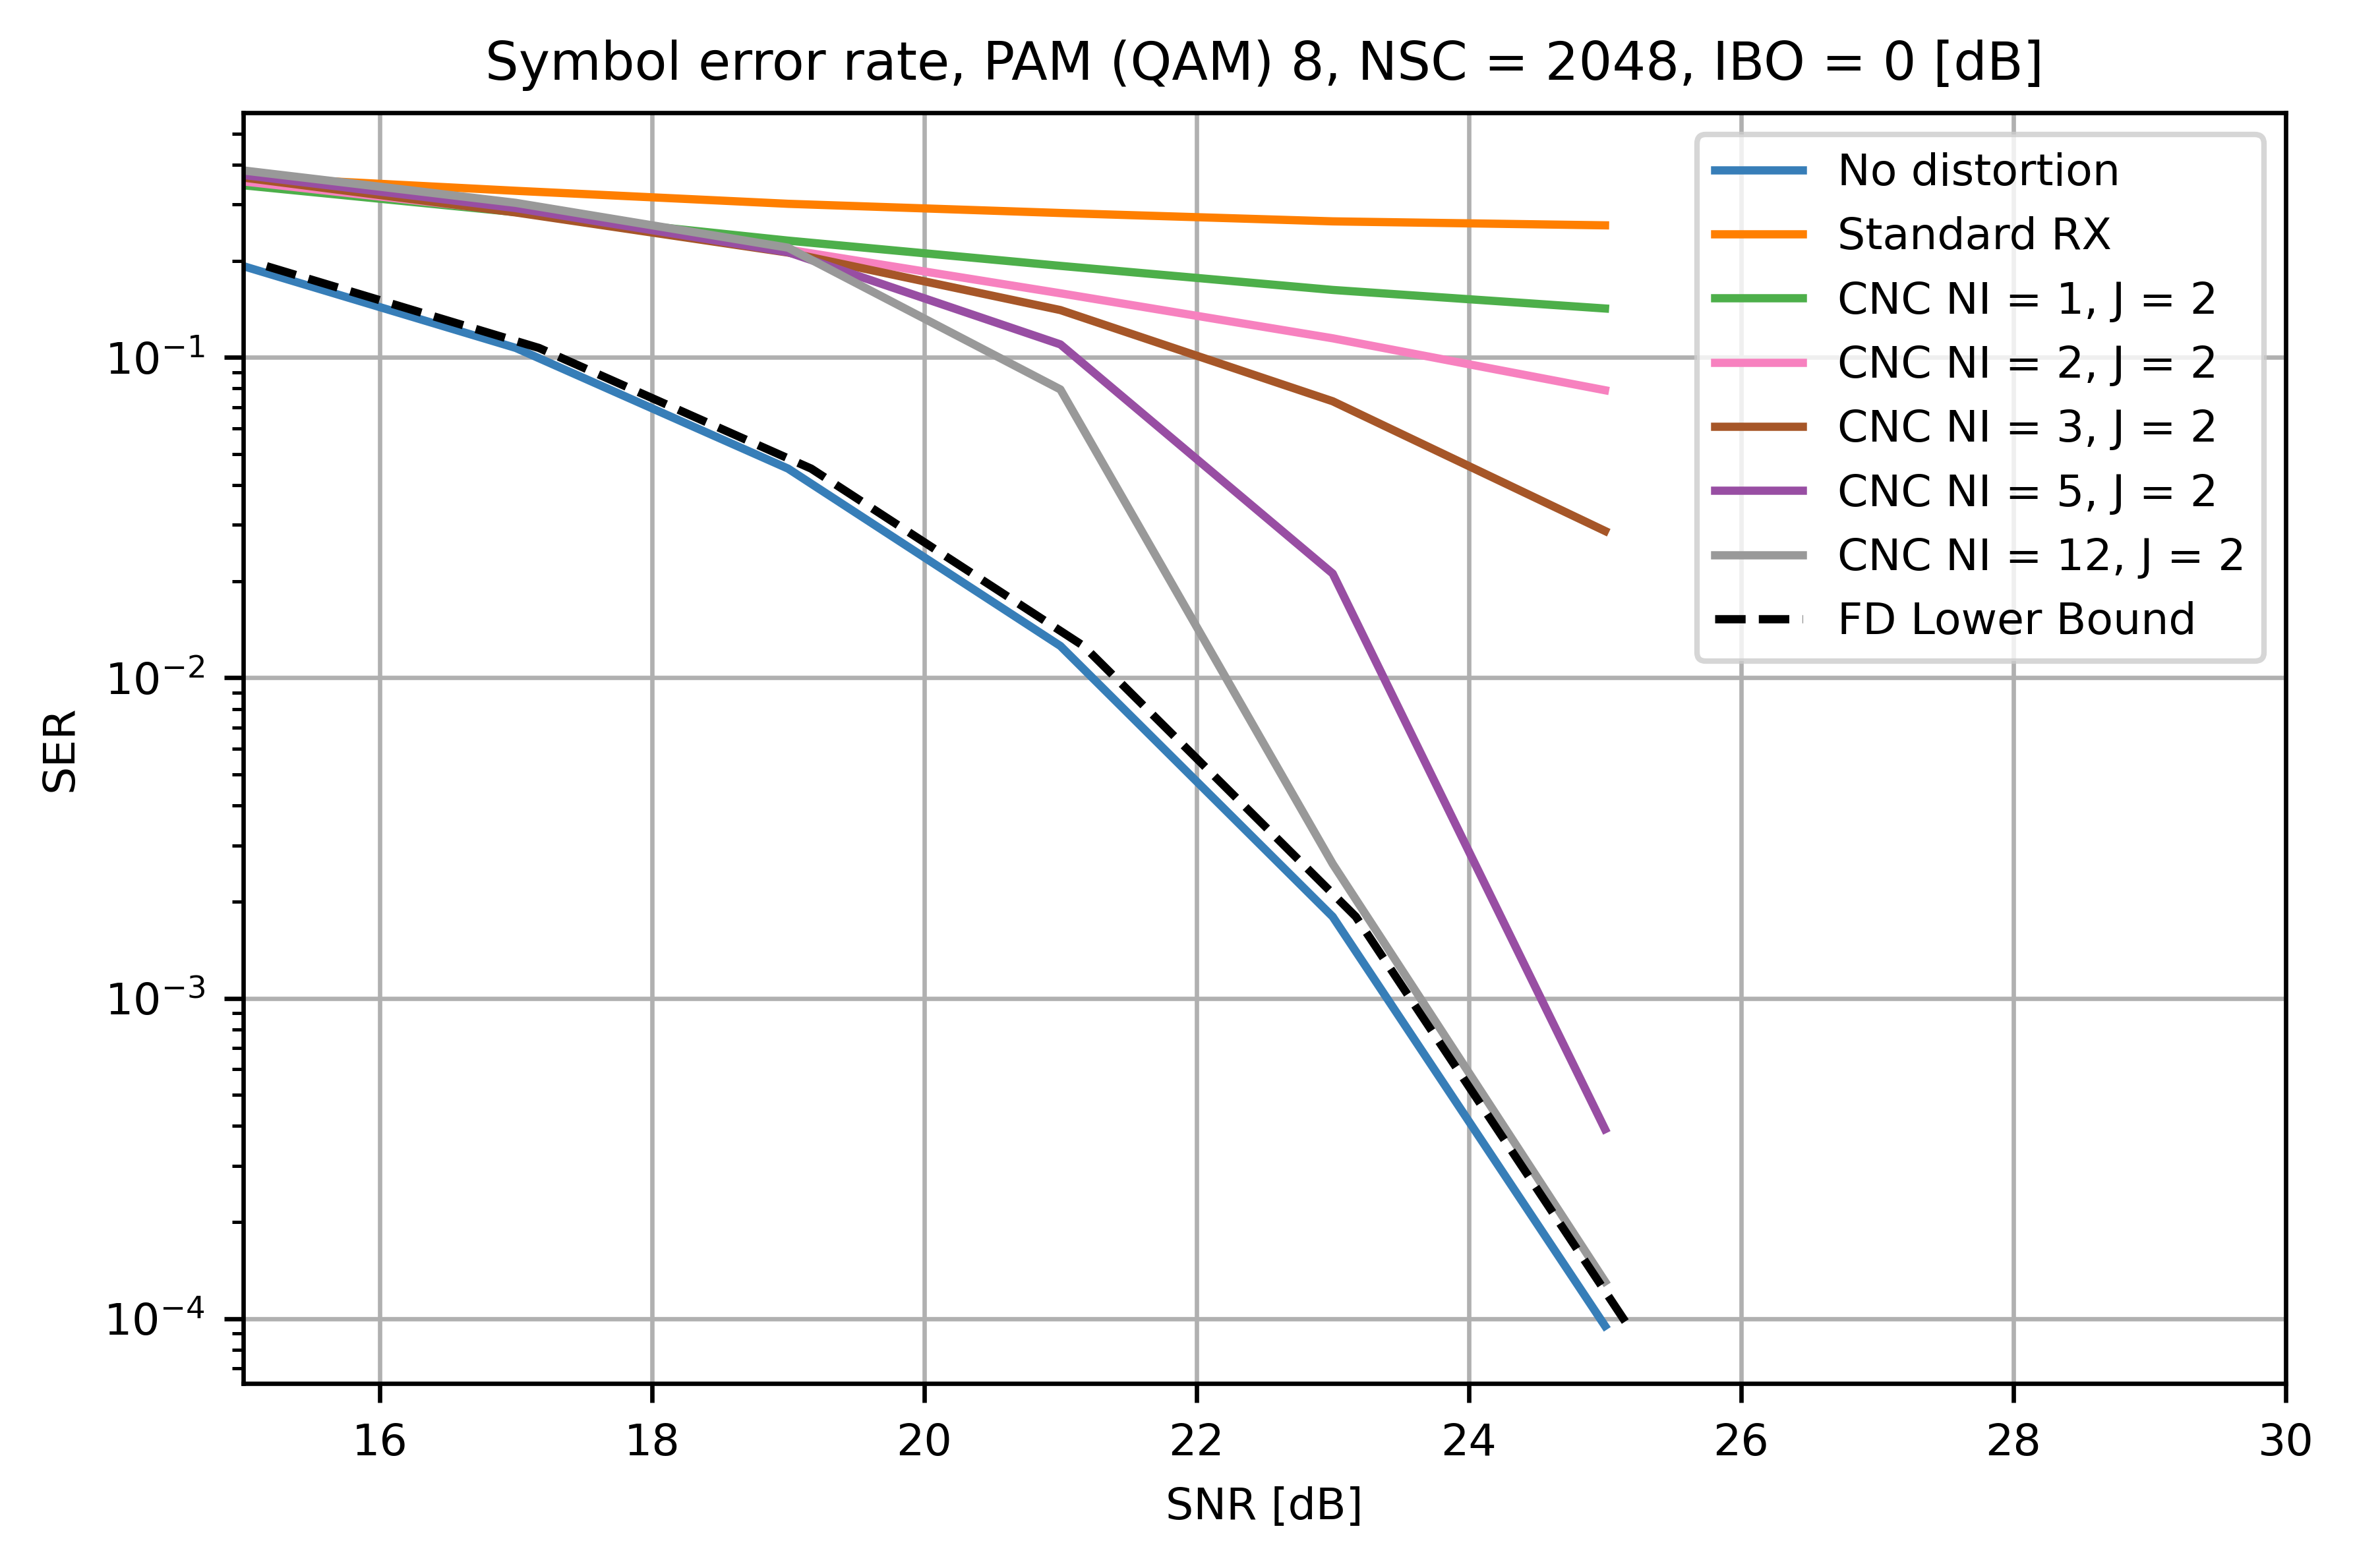 Symbol error rate, PAM (QAM) 8, NSC = 2048, IBO = 0 [dB]
No distortion
Standard RX
CNC NI = 1, J = 2
CNC NI = 2, J = 2
CNC NI = 3, J = 2
CNC NI = 5, J = 2
CNC NI = 12, J = 2
FD Lower Bound
SER
10⁻¹
10⁻²
10⁻³
10⁻⁴
16 18 20 22 24 26 28 30
SNR [dB]